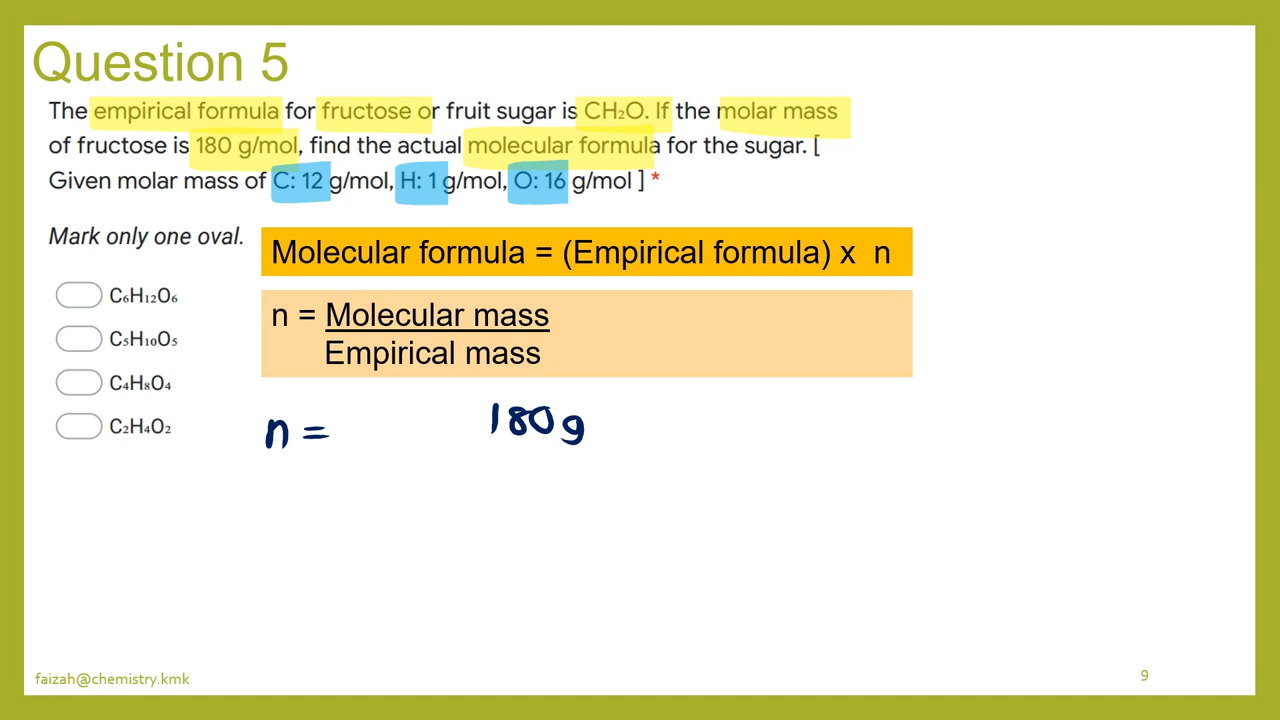 Question 5
The empirical formula for fructose or fruit sugar is CH₂O. If the molar mass
of fructose is 180 g/mol, find the actual molecular formula for the sugar. [
Given molar mass of C: 12 g/mol, H: 1 g/mol, O: 16 g/mol ] *
Mark only one oval.
Molecular formula = (Empirical formula) x n
C₆H₁₂O₆
n = Molecular mass
C₅H₁₀O₅
Empirical mass
C₄H₈O₄
C₂H₄O₂
n = 180g
faizah@chemistry.kmk
9